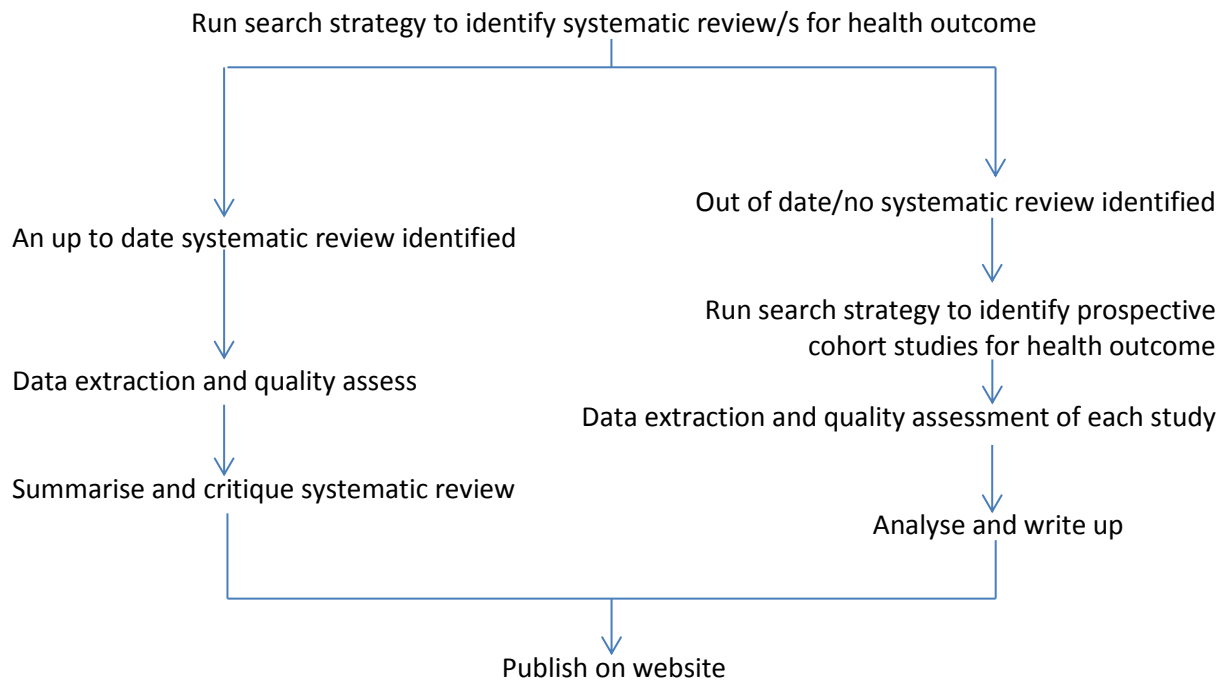 Run search strategy to identify systematic review/s for health outcome
An up to date systematic review identified
Data extraction and quality assess
Summarise and critique systematic review
Out of date/no systematic review identified
Run search strategy to identify prospective
cohort studies for health outcome
Data extraction and quality assessment of each study
Analyse and write up
Publish on website